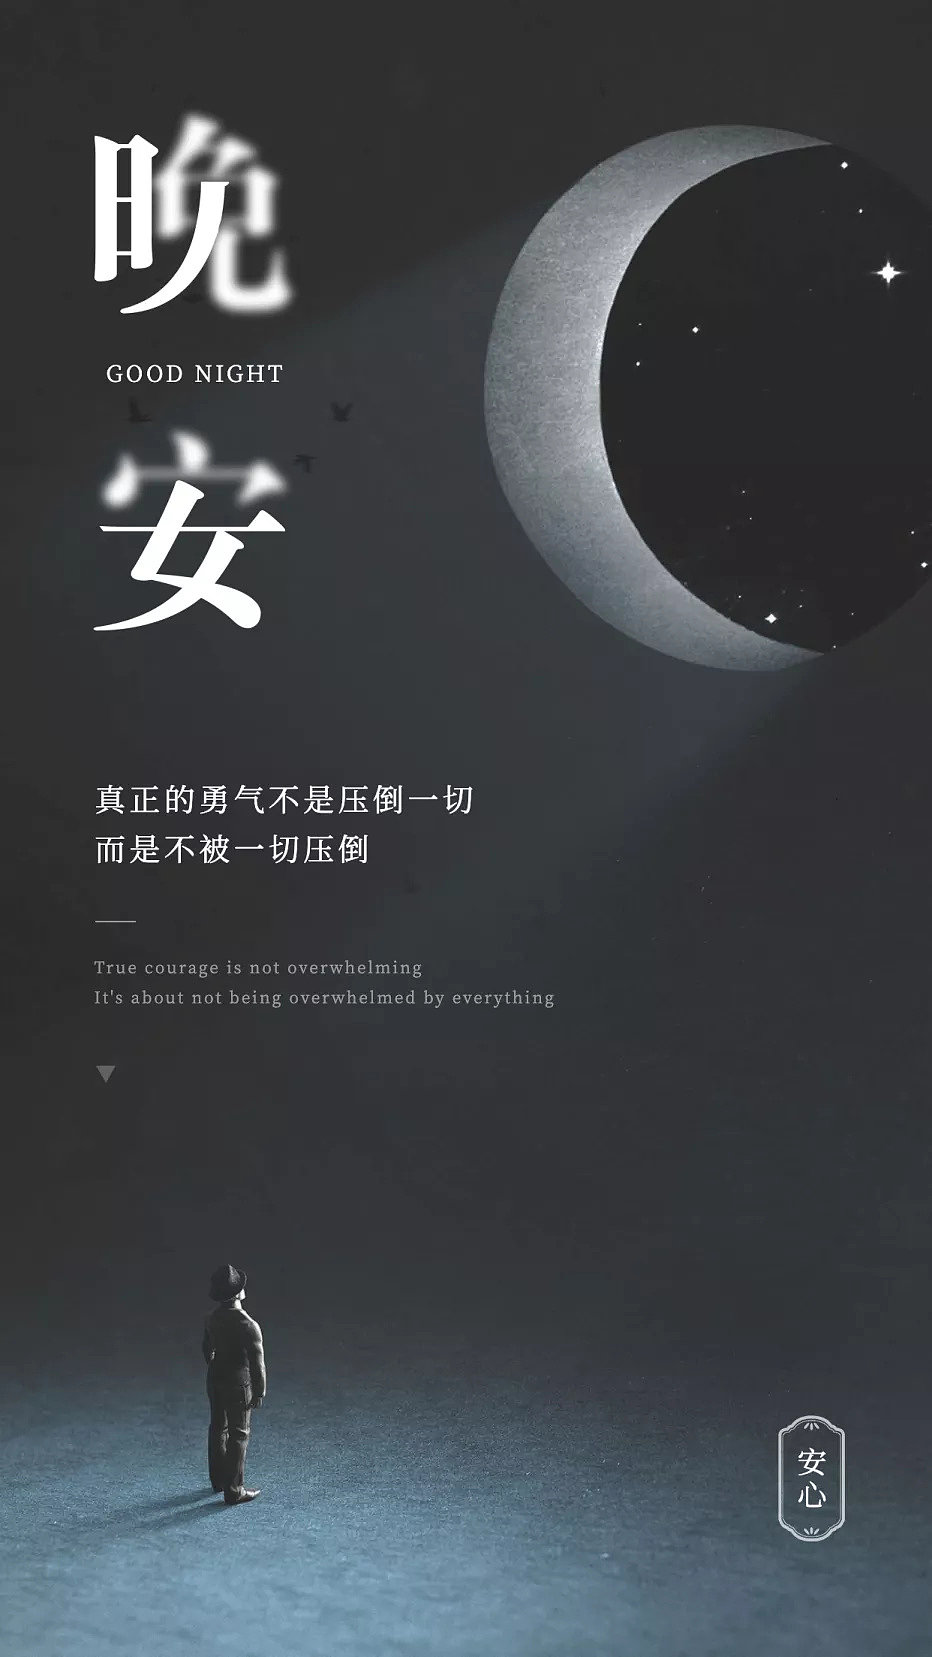 晚
GOOD NIGHT
安
真正的勇气不是压倒一切
而是不被一切压倒
True courage is not overwhelming
It's about not being overwhelmed by everything
安心